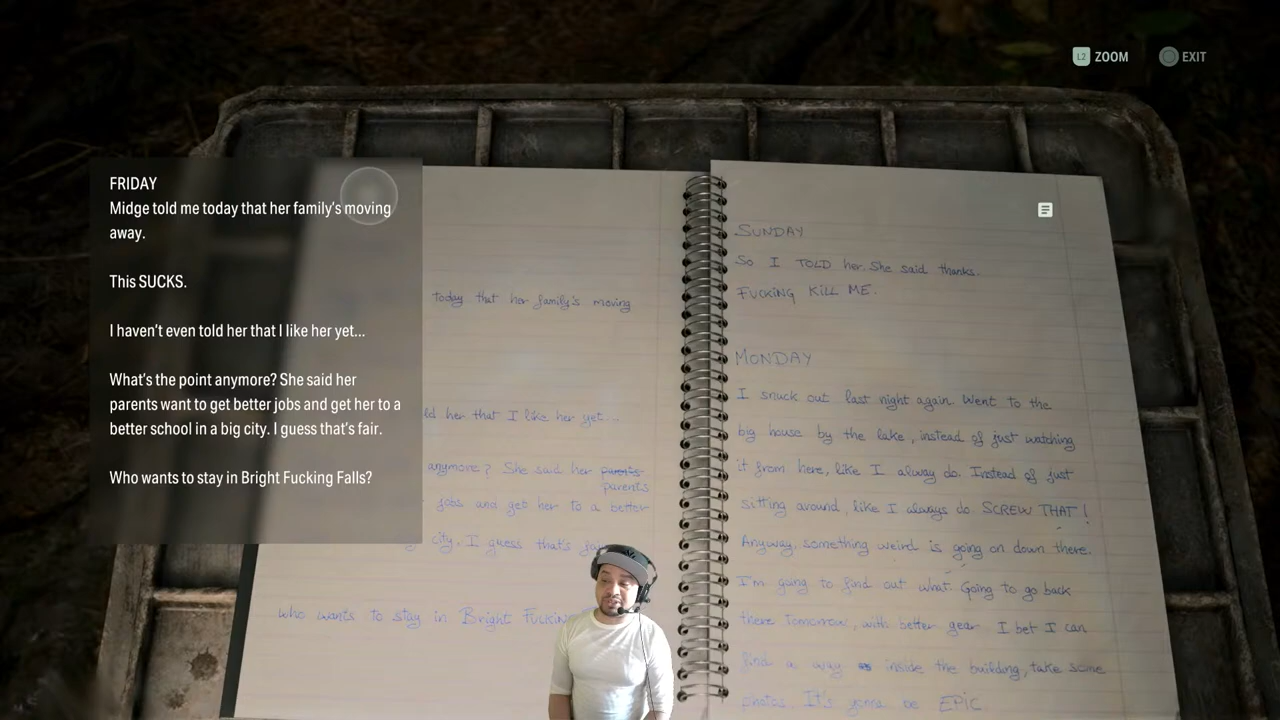 L2 ZOOM EXIT
FRIDAY
Midge told me today that her family's moving
away.
This SUCKS.
I haven't even told her that I like her yet...
What's the point anymore? She said her
parents want to get better jobs and get her to a
better school in a big city. I guess that's fair.
Who wants to stay in Bright Fucking Falls?
today that her family's moving
ld her that I like her yet...
anymore? She said her parents
parents
jobs and get her to a better
city. I guess that's fair
who wants to stay in Bright Fucking
SUNDAY
So I TOLD her. She said thanks.
FUCKING KILL ME.
MONDAY
I snuck out last night again. Went to the
big house by the lake, instead of just watching
it from here, like I alway do. Instead of just
sitting around, like I always do. SCREW THAT!
Anyway, something weird is going on down there.
I'm going to find out what. Going to go back
there tomorrow, with better gear. I bet I can
find a way inside the building, take some
photos. It's gonna be EPIC.